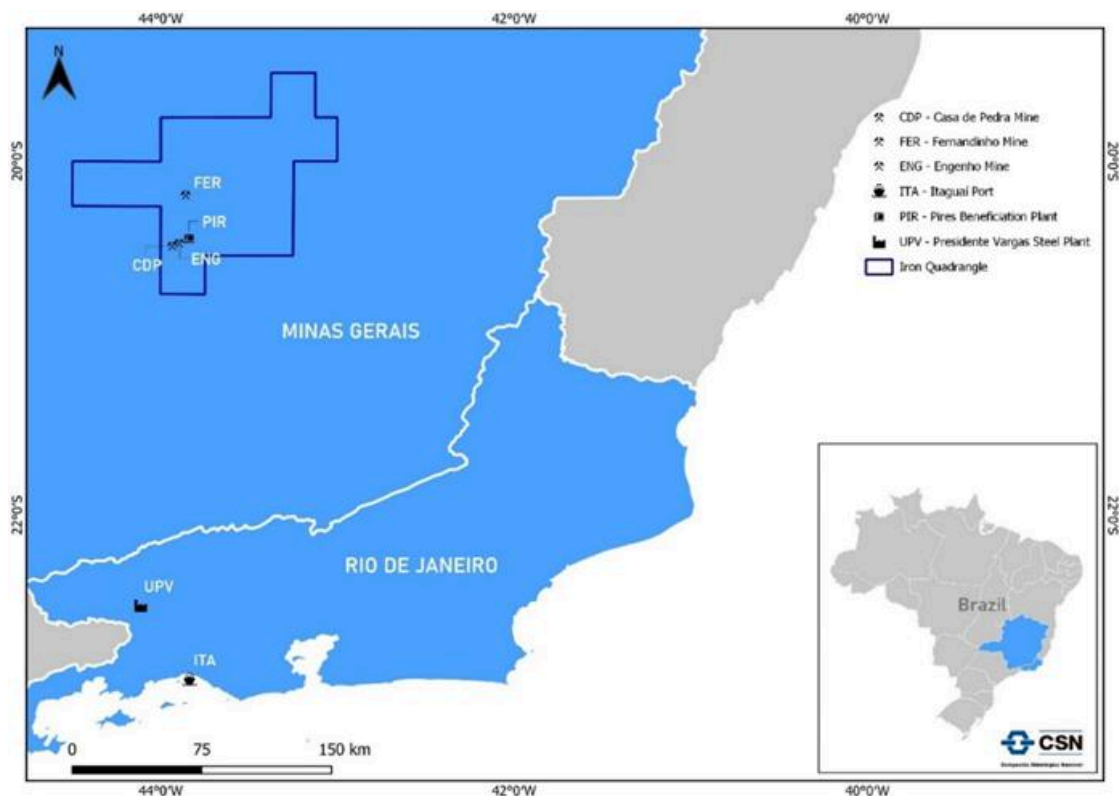 44°0'W 42°0'W 40°0'W
N
20°0'S
20°0'S
CDP - Casa de Pedra Mine
FER - Fernandinho Mine
ENG - Engenho Mine
ITA - Itaguaí Port
PIR - Pires Beneficiation Plant
UPV - Presidente Vargas Steel Plant
Iron Quadrangle
FER
PIR
CDP
ENG
MINAS GERAIS
22°0'S
22°0'S
RIO DE JANEIRO
UPV
ITA
0 75 150 km
Brazil
CSN
Companhia Siderúrgica Nacional
44°0'W 42°0'W 40°0'W